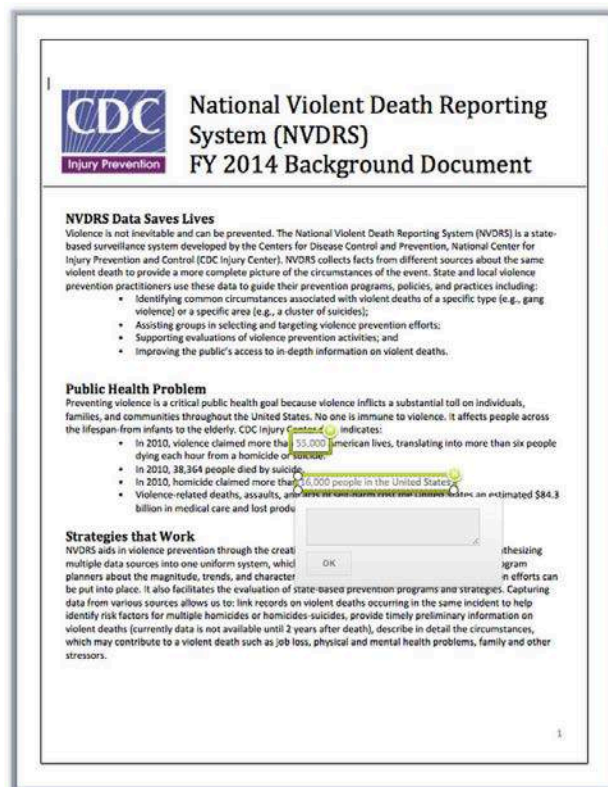 CDC
Injury Prevention
National Violent Death Reporting
System (NVDRS)
FY 2014 Background Document
NVDRS Data Saves Lives
Violence is not inevitable and can be prevented. The National Violent Death Reporting System (NVDRS) is a state-
based surveillance system developed by the Centers for Disease Control and Prevention, National Center for
Injury Prevention and Control (CDC Injury Center). NVDRS collects facts from different sources about the same
violent death to provide a more complete picture of the circumstances of the event. State and local violence
prevention practitioners use these data to guide their prevention programs, policies, and practices including:
• Identifying common circumstances associated with violent deaths of a specific type (e.g., gang
violence) or a specific area (e.g., a cluster of suicides);
• Assisting groups in selecting and targeting violence prevention efforts;
• Supporting evaluations of violence prevention activities; and
• Improving the public's access to in-depth information on violent deaths.
Public Health Problem
Preventing violence is a critical public health goal because violence inflicts a substantial toll on individuals,
families, and communities throughout the United States. No one is immune to violence. It affects people across
the lifespan-from infants to the elderly. CDC Injury Center indicates:
• In 2010, violence claimed more than 55,000 American lives, translating into more than six people
dying each hour from a homicide or suicide.
• In 2010, 38,364 people died by suicide.
• In 2010, homicide claimed more than 16,000 people in the United States.
• Violence-related deaths, assaults, and acts of self-harm cost the United States an estimated $84.3
billion in medical care and lost
OK
Strategies that Work
NVDRS aids in violence prevention through the thesizing
multiple data sources into one uniform system,
planners about the magnitude, trends, and n efforts can
be put into place. It also facilitates the evaluation of state-based prevention programs and strategies. Capturing
data from various sources allows us to: link records on violent deaths occurring in the same incident to help
identify risk factors for multiple homicides or homicides-suicides, provide timely preliminary information on
violent deaths (currently data is not available until 2 years after death), describe in detail the circumstances,
which may contribute to a violent death such as job loss, physical and mental health problems, family and other
stressors.
1